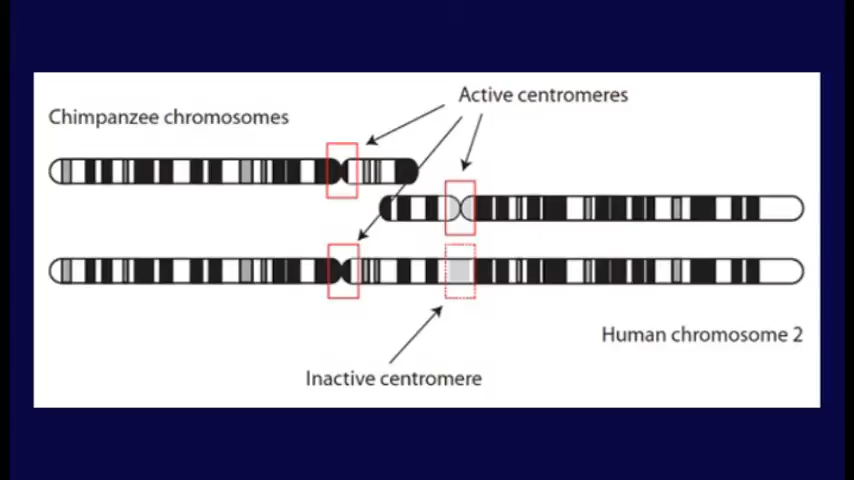 Active centromeres
Chimpanzee chromosomes
Human chromosome 2
Inactive centromere